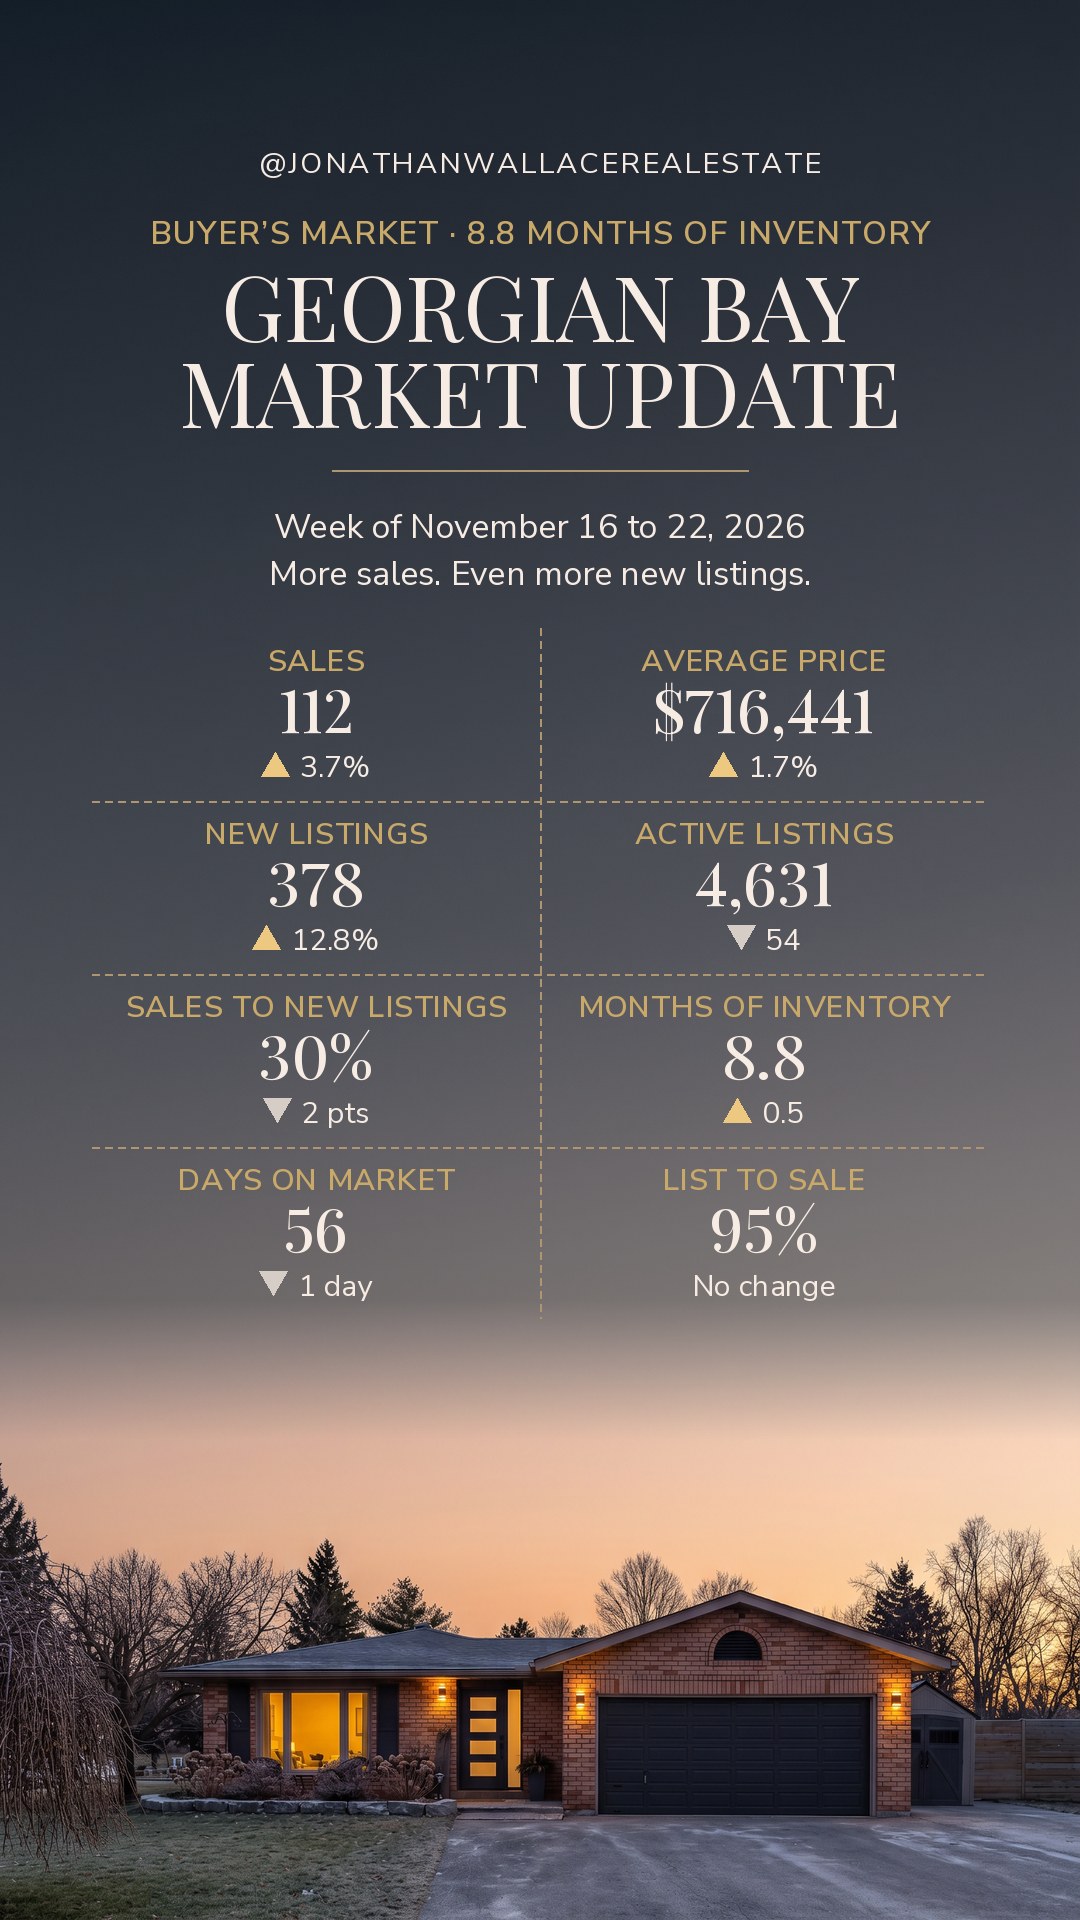 @JONATHANWALLACEREALESTATE
BUYER'S MARKET · 8.8 MONTHS OF INVENTORY
GEORGIAN BAY
MARKET UPDATE
Week of November 16 to 22, 2026
More sales. Even more new listings.
SALES
112
▲ 3.7%
AVERAGE PRICE
$716,441
▲ 1.7%
NEW LISTINGS
378
▲ 12.8%
ACTIVE LISTINGS
4,631
▼ 54
SALES TO NEW LISTINGS
30%
▼ 2 pts
MONTHS OF INVENTORY
8.8
▲ 0.5
DAYS ON MARKET
56
▼ 1 day
LIST TO SALE
95%
No change